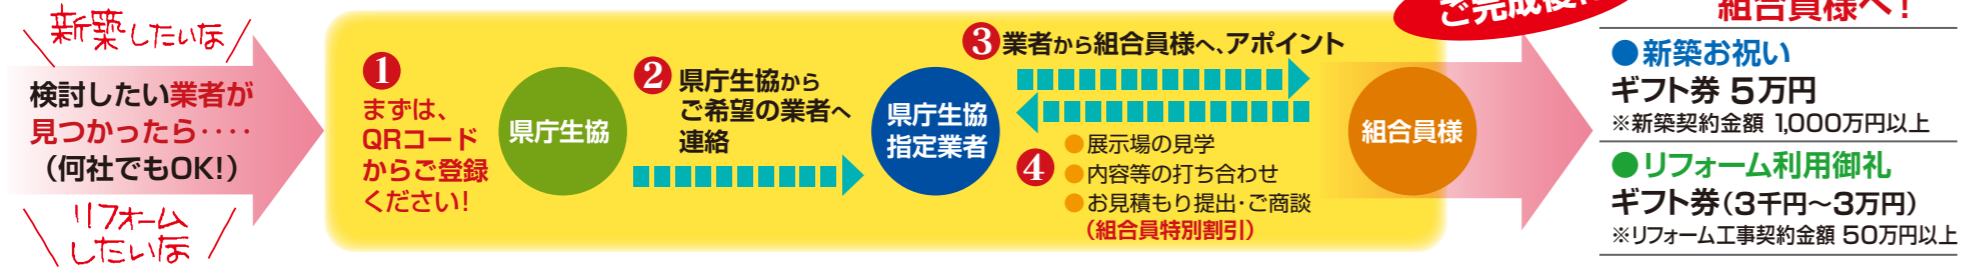 新築したいな
検討したい業者が
見つかったら‥‥
(何社でもOK!)
リフォーム
したいな
1
まずは、
QRコード
からご登録
ください!
県庁生協
2 県庁生協から
ご希望の業者へ
連絡
県庁生協
指定業者
3 業者から組合員様へ、アポイント
4
●展示場の見学
●内容等の打ち合わせ
●お見積もり提出・ご商談
(組合員特別割引)
組合員様
ご完成後
組合員様へ!
●新築お祝い
ギフト券 5万円
※新築契約金額 1,000万円以上
●リフォーム利用御礼
ギフト券(3千円〜3万円)
※リフォーム工事契約金額 50万円以上